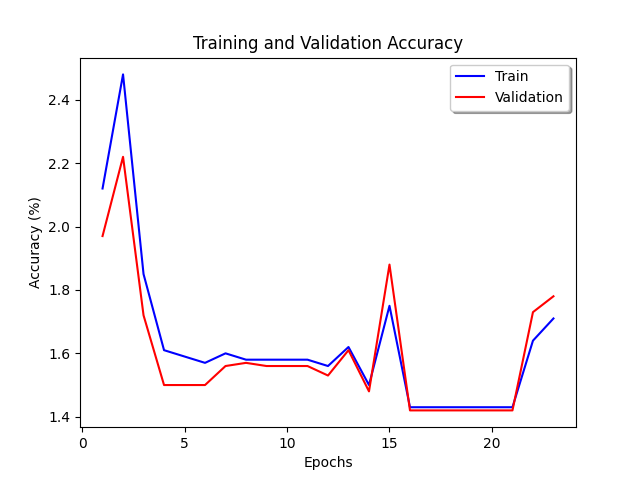 Training and Validation Accuracy
Train
Validation
Accuracy (%)
2.4
2.2
2.0
1.8
1.6
1.4
0 5 10 15 20
Epochs